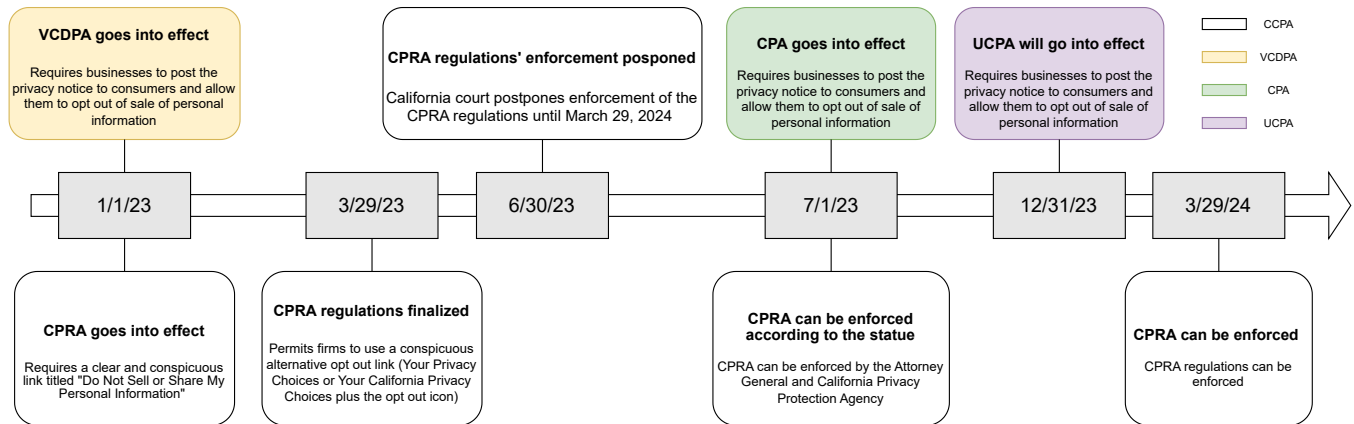 VCDPA goes into effect
Requires businesses to post the
privacy notice to consumers and allow
them to opt out of sale of personal
information
CPRA regulations' enforcement posponed
California court postpones enforcement of the
CPRA regulations until March 29, 2024
CPA goes into effect
Requires businesses to post the
privacy notice to consumers and
allow them to opt out of sale of
personal information
UCPA will go into effect
Requires businesses to post the
privacy notice to consumers and
allow them to opt out of sale of
personal information
CCPA
VCDPA
CPA
UCPA
1/1/23
3/29/23
6/30/23
7/1/23
12/31/23
3/29/24
CPRA goes into effect
Requires a clear and conspicuous
link titled "Do Not Sell or Share My
Personal Information"
CPRA regulations finalized
Permits firms to use a conspicuous
alternative opt out link (Your Privacy
Choices or Your California Privacy
Choices plus the opt out icon)
CPRA can be enforced
according to the statue
CPRA can be enforced by the Attorney
General and California Privacy
Protection Agency
CPRA can be enforced
CPRA regulations can be
enforced